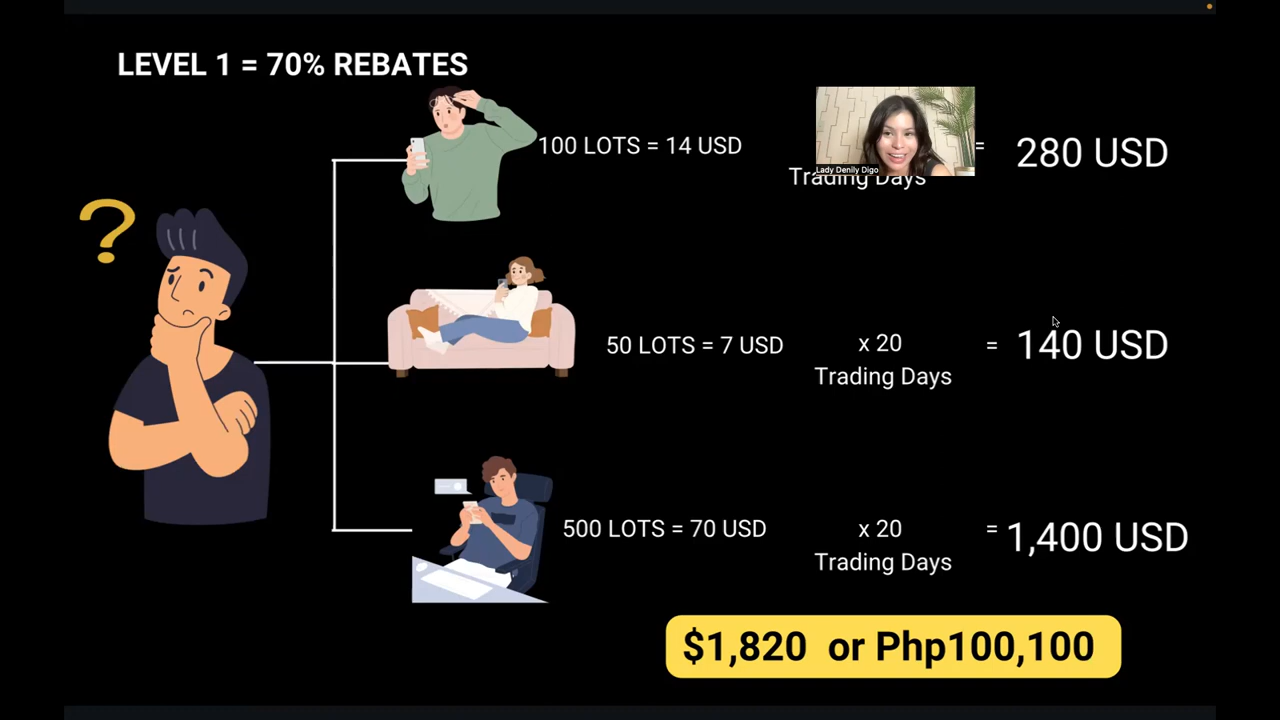 LEVEL 1 = 70% REBATES
100 LOTS = 14 USD
Lady Denily Digo
Trading Days
=
280 USD
?
50 LOTS = 7 USD
x 20
Trading Days
=
140 USD
500 LOTS = 70 USD
x 20
Trading Days
=
1,400 USD
$1,820 or Php100,100